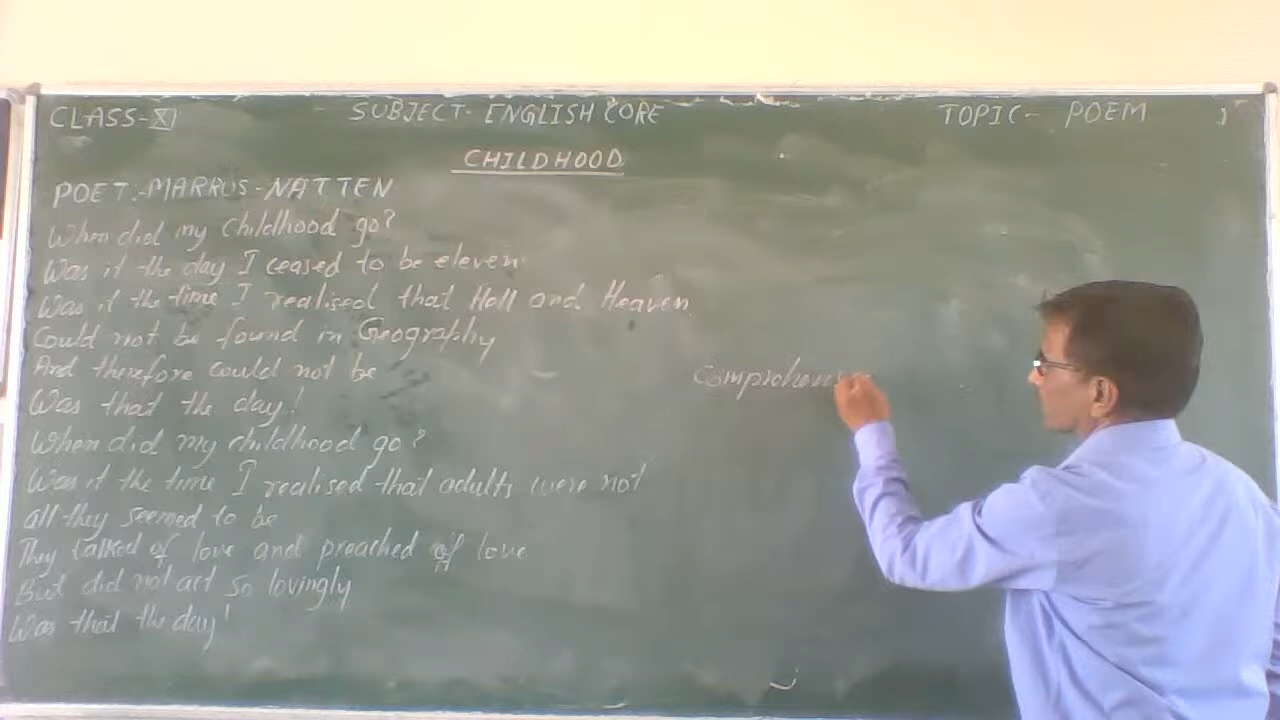 CLASS-XI
SUBJECT- ENGLISH CORE
TOPIC- POEM
CHILDHOOD
POET:-MARRUS-NATTEN
When did my childhood go?
Was it the day I ceased to be eleven.
Was it the time I realised that Hell and Heaven.
Could not be found in Geography
And therefore could not be
Was that the day!
When did my childhood go?
Was it the time I realised that adults were not
all they seemed to be
They talked of love and preached of love
But did not act so lovingly
Was that the day!
Comprehens